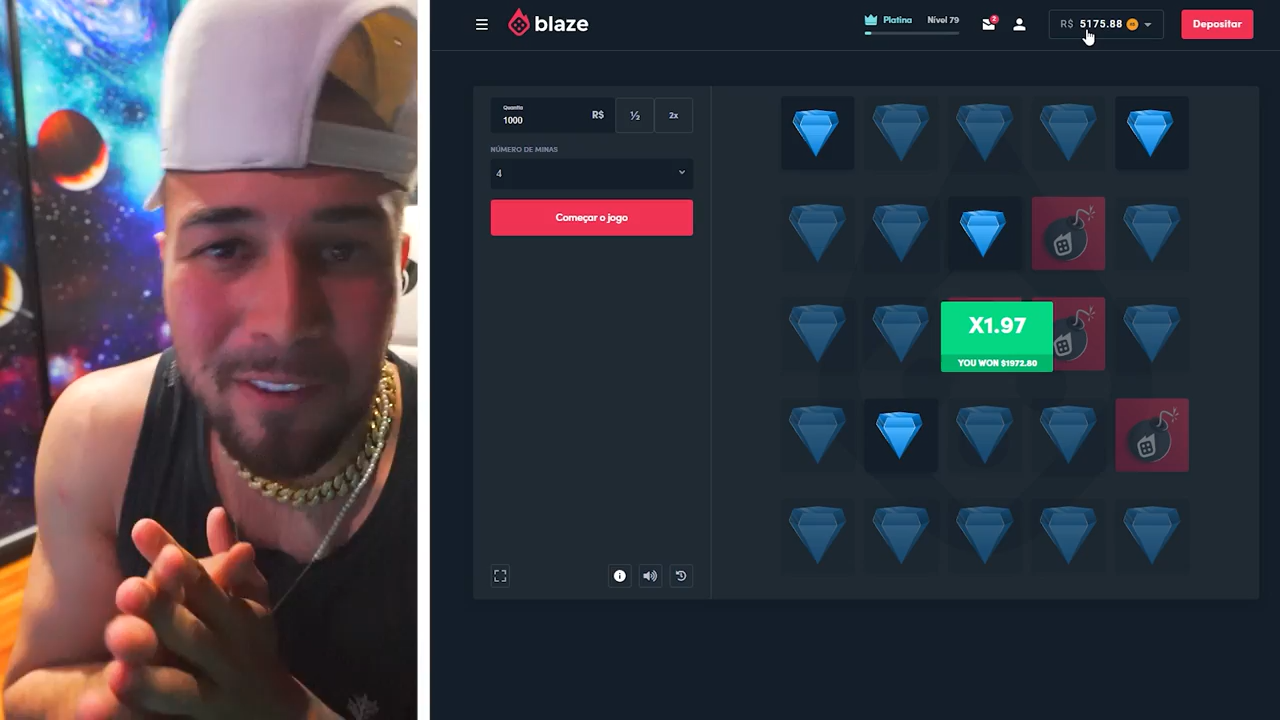 blaze
Platina Nível 79
2
R$ 5175.88
Depositar
Quantia
1000 R$ ½ 2x
NÚMERO DE MINAS
4
Começar o jogo
X1.97
YOU WON $1972.80